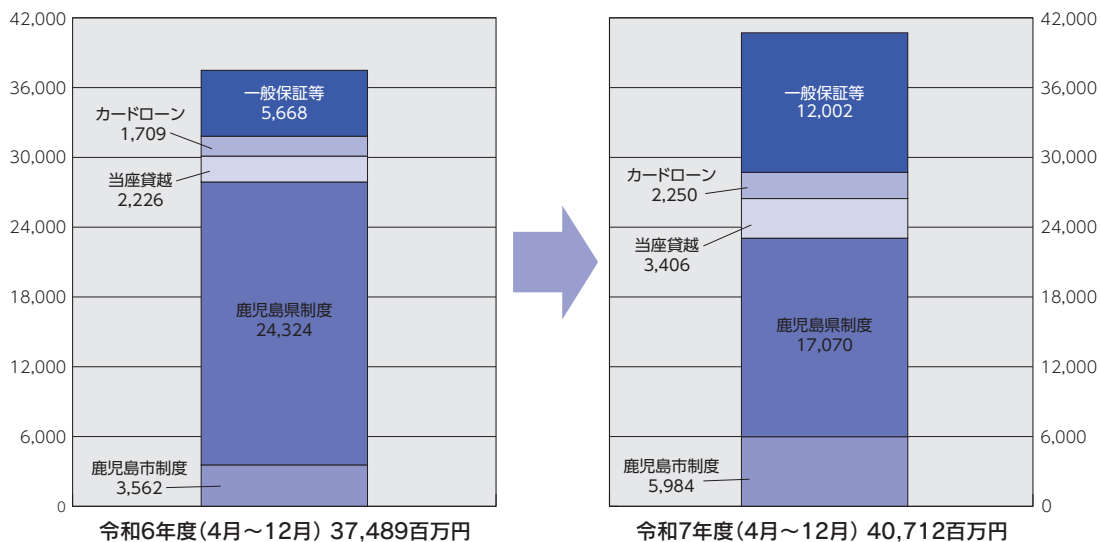 42,000
36,000
30,000
24,000
18,000
12,000
6,000
0
一般保証等
5,668
カードローン
1,709
当座貸越
2,226
鹿児島県制度
24,324
鹿児島市制度
3,562
令和6年度(4月～12月) 37,489百万円
一般保証等
12,002
カードローン
2,250
当座貸越
3,406
鹿児島県制度
17,070
鹿児島市制度
5,984
42,000
36,000
30,000
24,000
18,000
12,000
6,000
0
令和7年度(4月～12月) 40,712百万円